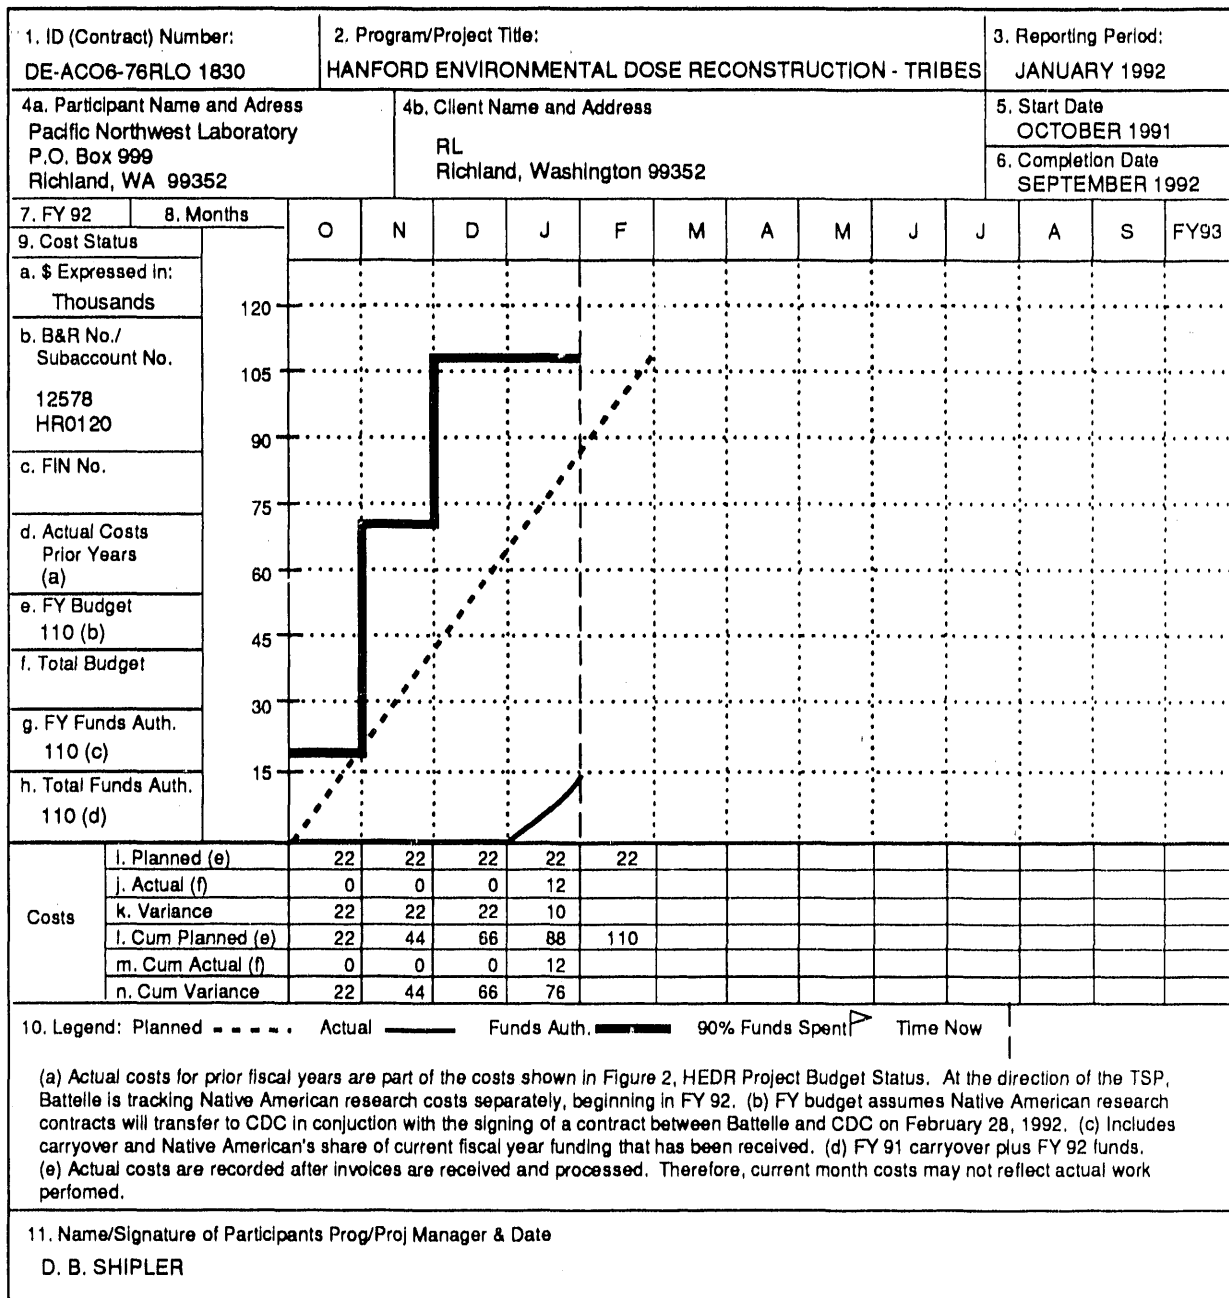 1. ID (Contract) Number:
DE-ACO6-76RLO 1830
2. Program/Project Title:
HANFORD ENVIRONMENTAL DOSE RECONSTRUCTION - TRIBES
3. Reporting Period:
JANUARY 1992
4a. Participant Name and Adress
Pacific Northwest Laboratory
P.O. Box 999
Richland, WA 99352
4b. Client Name and Address
RL
Richland, Washington 99352
5. Start Date
OCTOBER 1991
6. Completion Date
SEPTEMBER 1992
7. FY 92
8. Months
O N D J F M A M J J A S FY93
9. Cost Status
a. $ Expressed in:
Thousands
b. B&R No./
Subaccount No.
12578
HR0120
c. FIN No.
d. Actual Costs
Prior Years
(a)
e. FY Budget
110 (b)
f. Total Budget
g. FY Funds Auth.
110 (c)
h. Total Funds Auth.
110 (d)
120
105
90
75
60
45
30
15
Costs
i. Planned (e) 22 22 22 22 22
j. Actual (f) 0 0 0 12
k. Variance 22 22 22 10
l. Cum Planned (e) 22 44 66 88 110
m. Cum Actual (f) 0 0 0 12
n. Cum Variance 22 44 66 76
10. Legend: Planned Actual Funds Auth. 90% Funds Spent Time Now
(a) Actual costs for prior fiscal years are part of the costs shown in Figure 2, HEDR Project Budget Status. At the direction of the TSP,
Battelle is tracking Native American research costs separately, beginning in FY 92. (b) FY budget assumes Native American research
contracts will transfer to CDC in conjuction with the signing of a contract between Battelle and CDC on February 28, 1992. (c) Includes
carryover and Native American's share of current fiscal year funding that has been received. (d) FY 91 carryover plus FY 92 funds.
(e) Actual costs are recorded after invoices are received and processed. Therefore, current month costs may not reflect actual work
perfomed.
11. Name/Signature of Participants Prog/Proj Manager & Date
D. B. SHIPLER